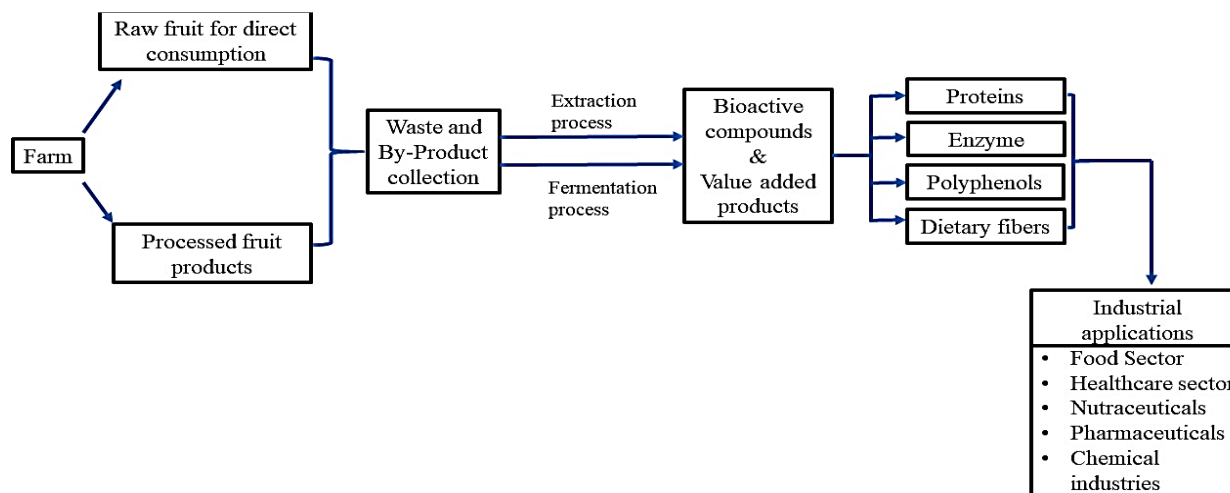 Raw fruit for direct
consumption
Farm
Processed fruit
products
Waste and
By-Product
collection
Extraction
process
Fermentation
process
Bioactive
compounds
&
Value added
products
Proteins
Enzyme
Polyphenols
Dietary fibers
Industrial
applications
• Food Sector
• Healthcare sector
• Nutraceuticals
• Pharmaceuticals
• Chemical
industries